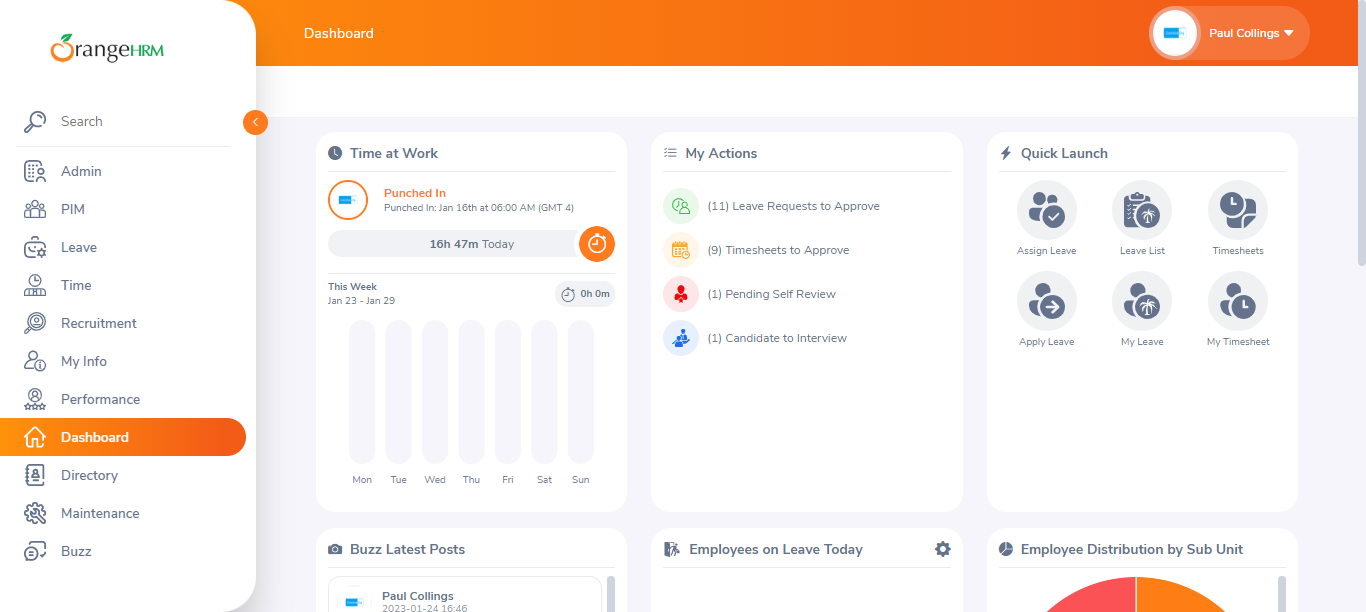 OrangeHRM
Search
Admin
PIM
Leave
Time
Recruitment
My Info
Performance
Dashboard
Directory
Maintenance
Buzz
Dashboard
Paul Collings
Time at Work
Punched In
Punched In: Jan 16th at 06:00 AM (GMT 4)
16h 47m Today
This Week
Jan 23 - Jan 29
0h 0m
Mon Tue Wed Thu Fri Sat Sun
My Actions
(11) Leave Requests to Approve
(9) Timesheets to Approve
(1) Pending Self Review
(1) Candidate to Interview
Quick Launch
Assign Leave Leave List Timesheets
Apply Leave My Leave My Timesheet
Buzz Latest Posts
Paul Collings
2023-01-24 16:46
Employees on Leave Today
Employee Distribution by Sub Unit